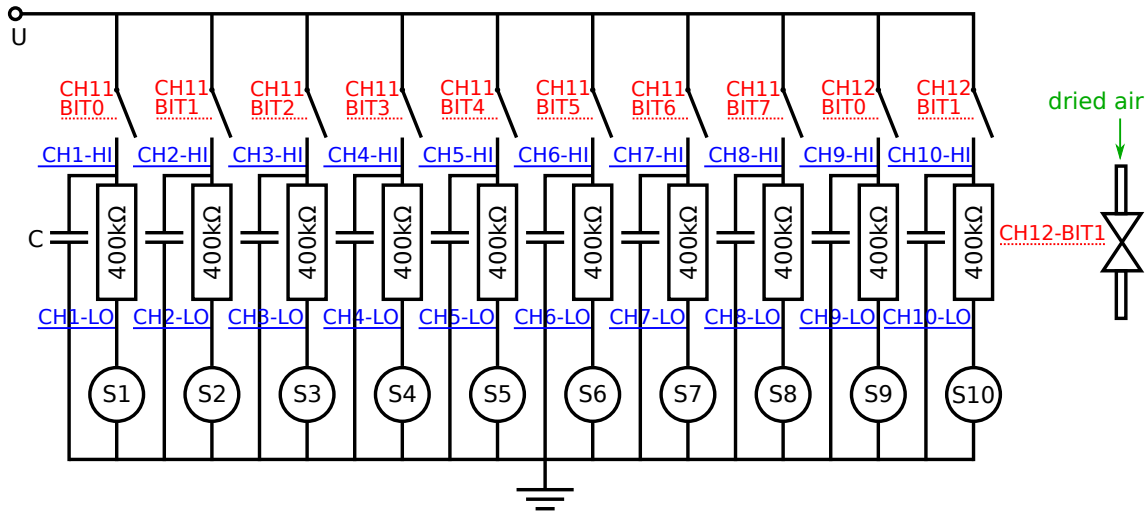 U
CH11 CH11 CH11 CH11 CH11 CH11 CH11 CH11 CH12 CH12
BIT0 BIT1 BIT2 BIT3 BIT4 BIT5 BIT6 BIT7 BIT0 BIT1
dried air
CH1-HI CH2-HI CH3-HI CH4-HI CH5-HI CH6-HI CH7-HI CH8-HI CH9-HI CH10-HI
C
400kΩ 400kΩ 400kΩ 400kΩ 400kΩ 400kΩ 400kΩ 400kΩ 400kΩ 400kΩ
CH12-BIT1
CH1-LO CH2-LO CH3-LO CH4-LO CH5-LO CH6-LO CH7-LO CH8-LO CH9-LO CH10-LO
S1 S2 S3 S4 S5 S6 S7 S8 S9 S10